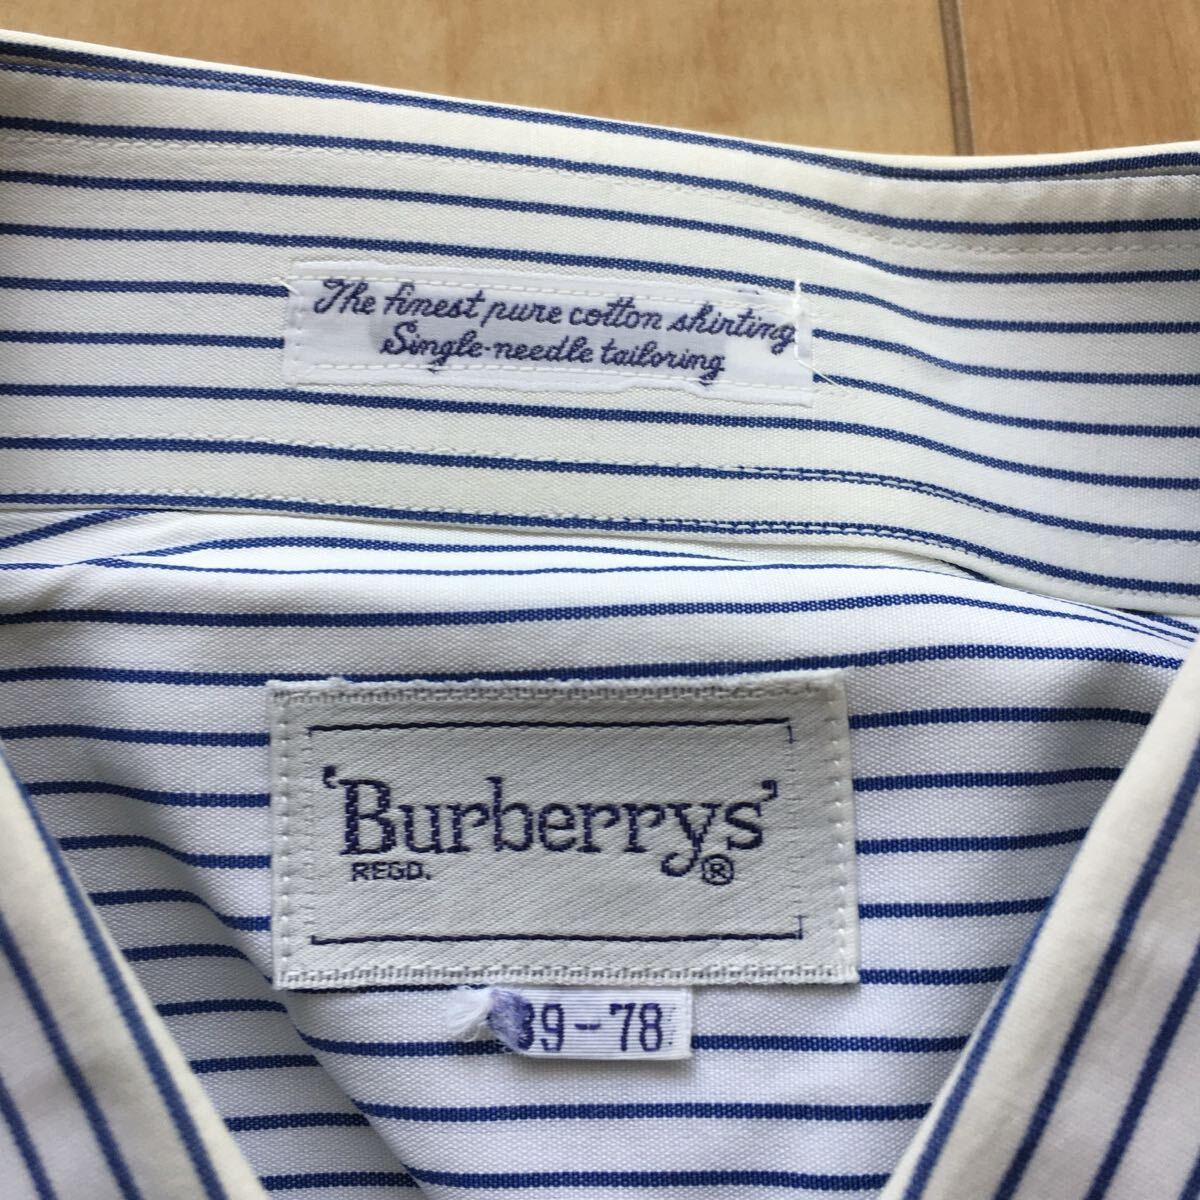 The finest pure cotton shirting
Single-needle tailoring
'Burberrys'
REGD. ®
39-78